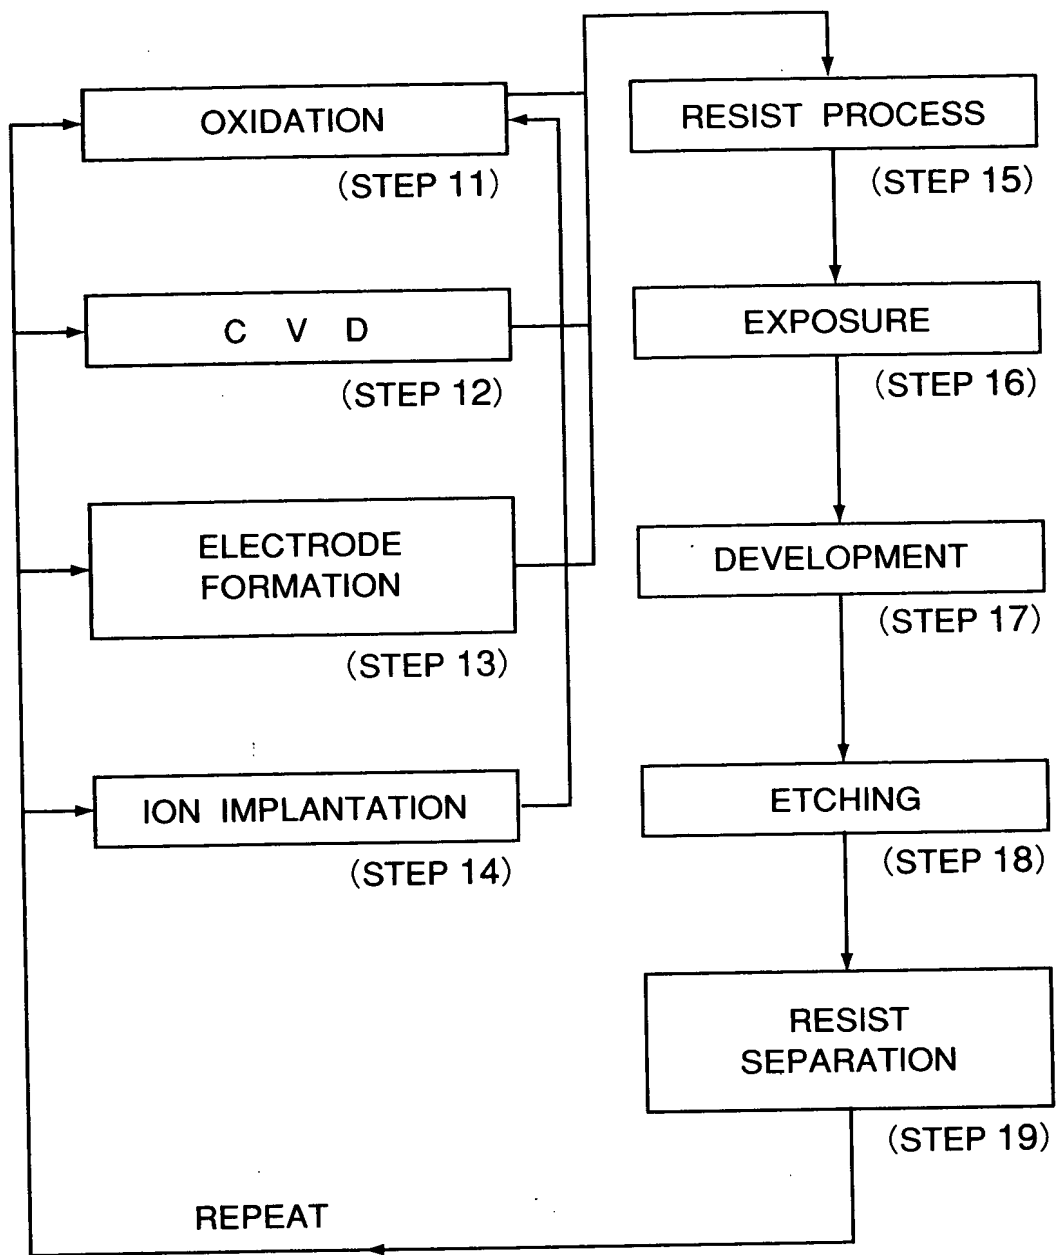 OXIDATION
(STEP 11)
C V D
(STEP 12)
ELECTRODE
FORMATION
(STEP 13)
ION IMPLANTATION
(STEP 14)
RESIST PROCESS
(STEP 15)
EXPOSURE
(STEP 16)
DEVELOPMENT
(STEP 17)
ETCHING
(STEP 18)
RESIST
SEPARATION
(STEP 19)
REPEAT